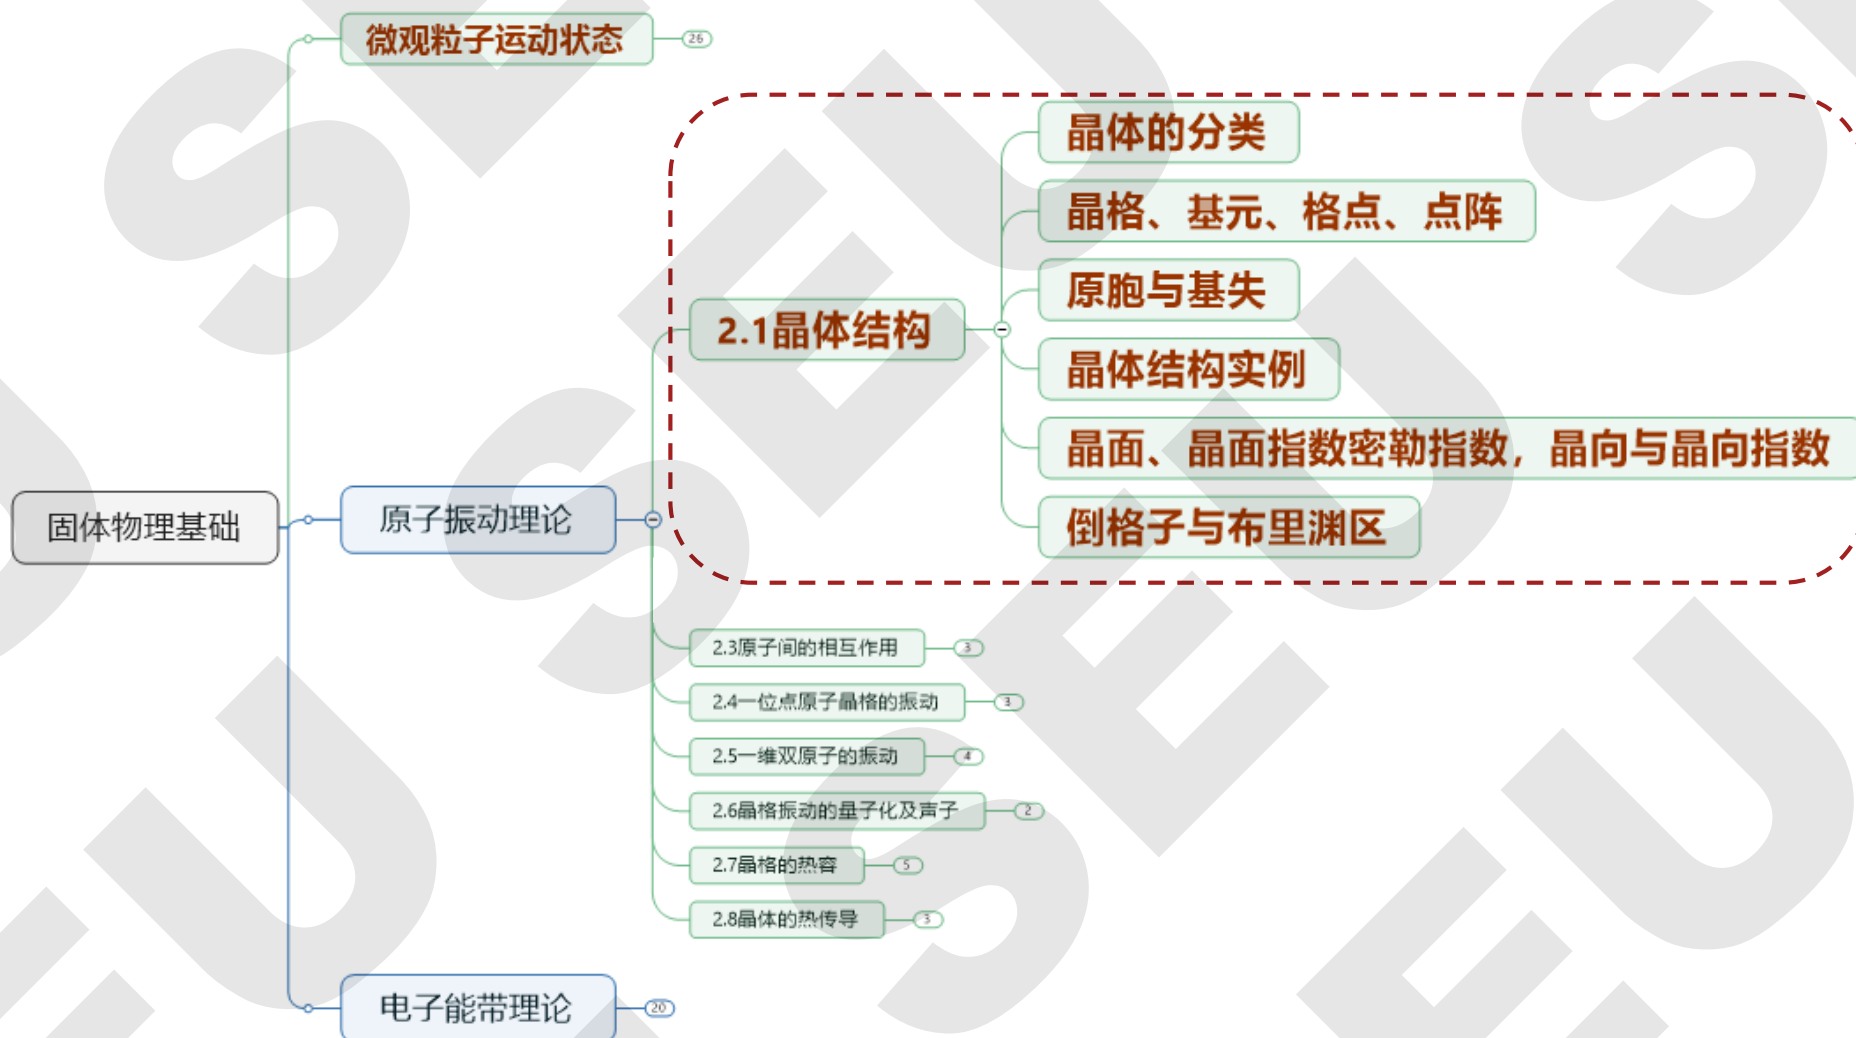 微观粒子运动状态
26
晶体的分类
晶格、基元、格点、点阵
原胞与基失
2.1晶体结构
晶体结构实例
晶面、晶面指数密勒指数，晶向与晶向指数
固体物理基础
原子振动理论
倒格子与布里渊区
2.3原子间的相互作用
3
2.4一位点原子晶格的振动
3
2.5一维双原子的振动
4
2.6晶格振动的量子化及声子
2
2.7晶格的热容
5
2.8晶体的热传导
3
电子能带理论
20
SEU
SEU
SEU
SEU